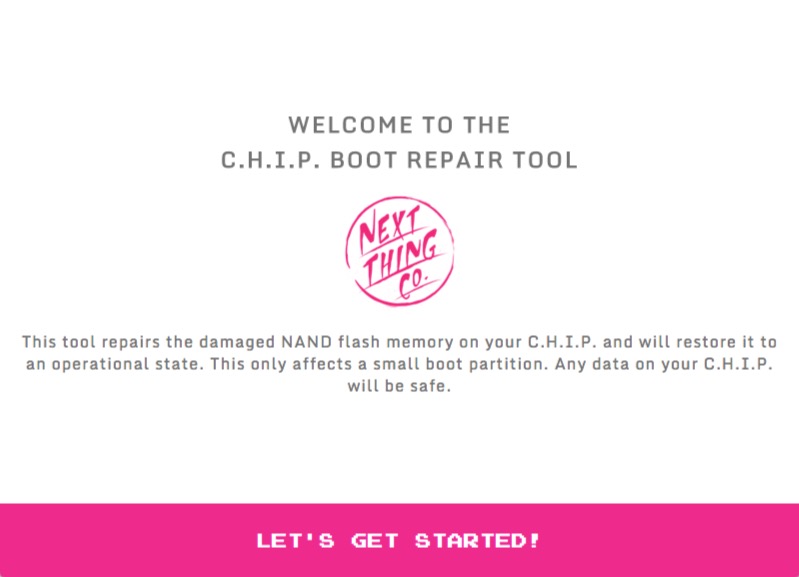 WELCOME TO THE
C.H.I.P. BOOT REPAIR TOOL
NEXT
THING
CO.
This tool repairs the damaged NAND flash memory on your C.H.I.P. and will restore it to
an operational state. This only affects a small boot partition. Any data on your C.H.I.P.
will be safe.
LET'S GET STARTED!